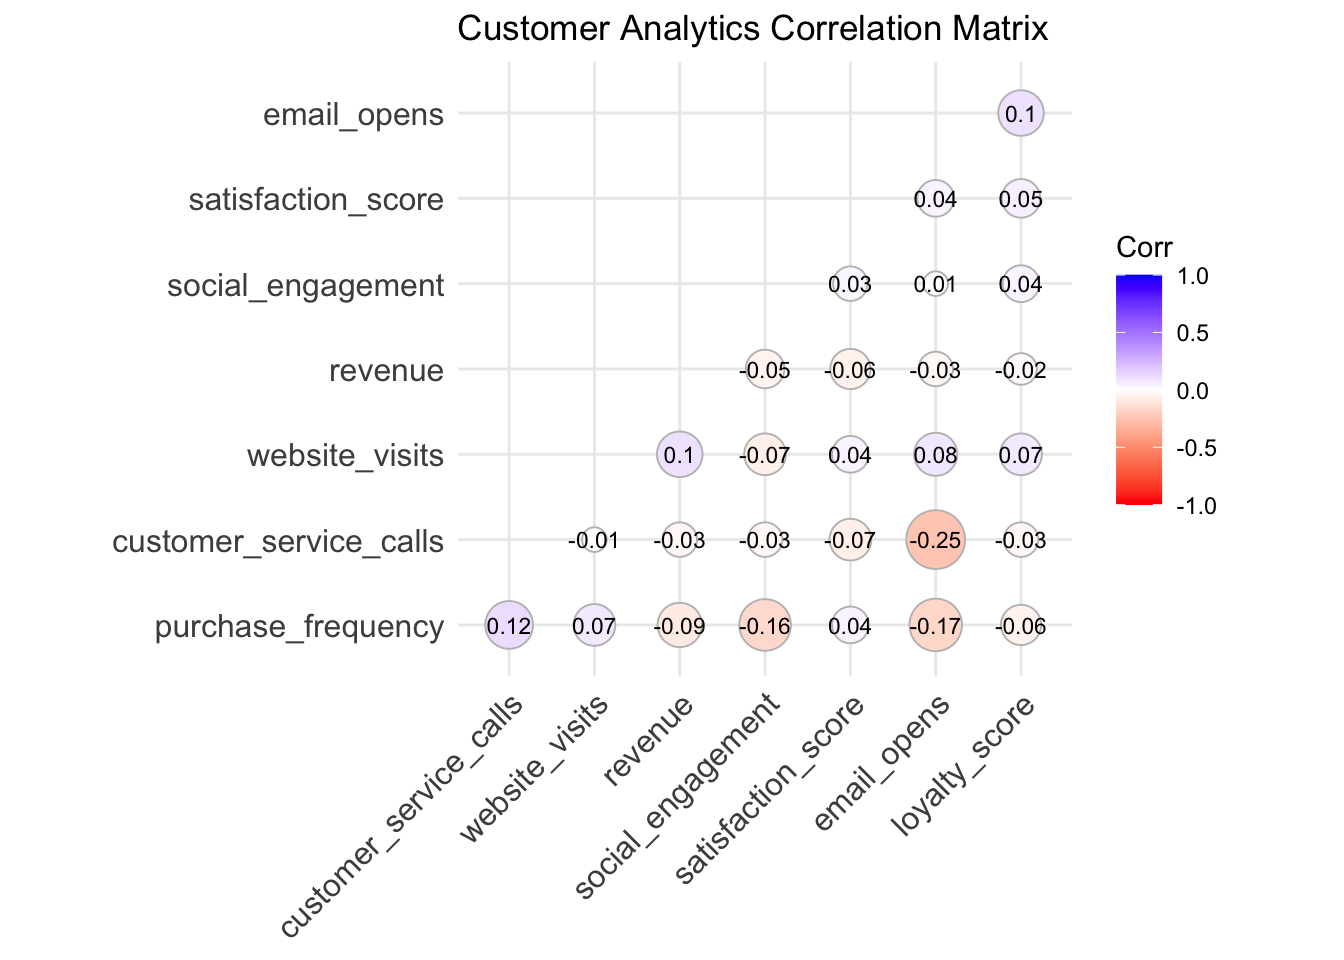 Customer Analytics Correlation Matrix
email_opens 0.1
satisfaction_score 0.04 0.05
social_engagement 0.03 0.01 0.04
revenue -0.05 -0.06 -0.03 -0.02
website_visits 0.1 -0.07 0.04 0.08 0.07
customer_service_calls -0.01 -0.03 -0.03 -0.07 -0.25 -0.03
purchase_frequency 0.12 0.07 -0.09 -0.16 0.04 -0.17 -0.06
customer_service_calls
website_visits
revenue
social_engagement
satisfaction_score
email_opens
loyalty_score
Corr
1.0
0.5
0.0
-0.5
-1.0